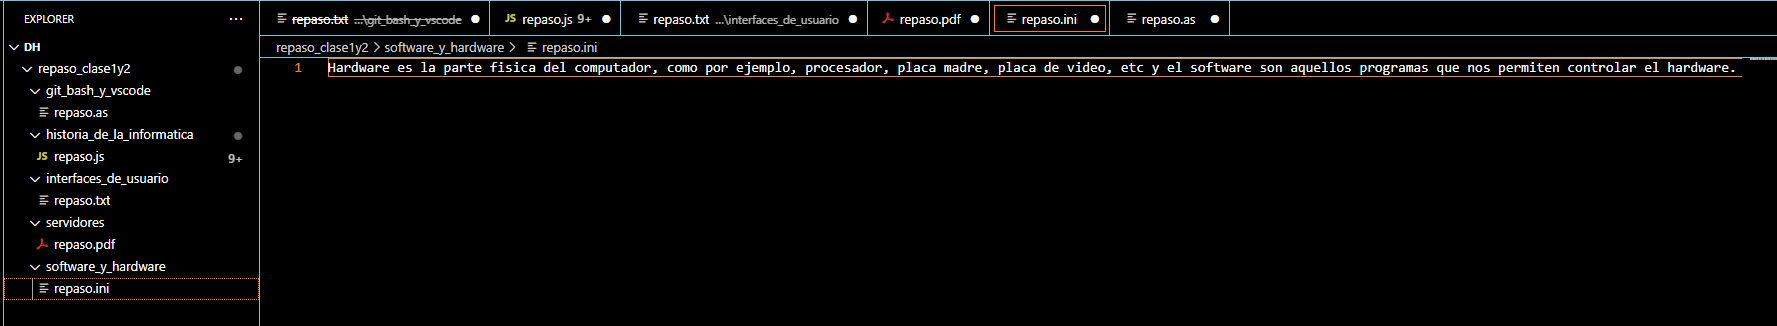 EXPLORER ...
repaso.txt ...\git_bash_y_vscode
JS repaso.js 9+
repaso.txt ...\interfaces_de_usuario
repaso.pdf
repaso.ini
repaso.as
DH
repaso_clase1y2
git_bash_y_vscode
repaso.as
historia_de_la_informatica
JS repaso.js 9+
interfaces_de_usuario
repaso.txt
servidores
repaso.pdf
software_y_hardware
repaso.ini
repaso_clase1y2 > software_y_hardware > repaso.ini
1 Hardware es la parte fisica del computador, como por ejemplo, procesador, placa madre, placa de video, etc y el software son aquellos programas que nos permiten controlar el hardware.